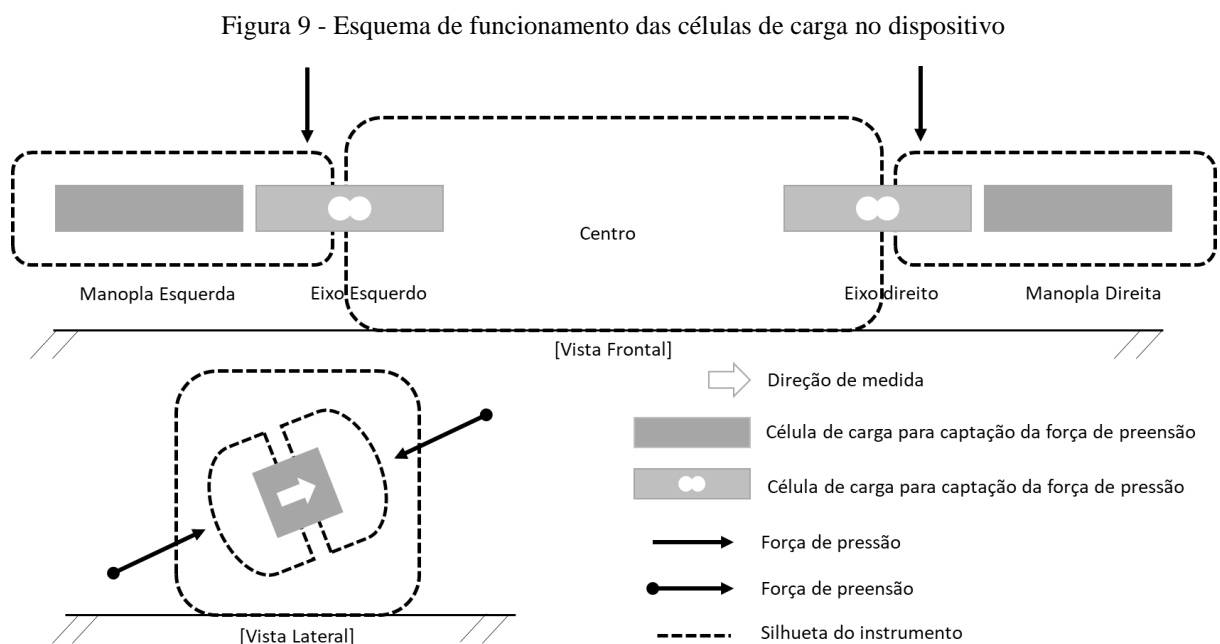 Figura 9 - Esquema de funcionamento das células de carga no dispositivo
Centro
Manopla Esquerda
Eixo Esquerdo
Eixo direito
Manopla Direita
[Vista Frontal]
Direção de medida
Célula de carga para captação da força de preensão
Célula de carga para captação da força de pressão
Força de pressão
Força de preensão
Silhueta do instrumento
[Vista Lateral]